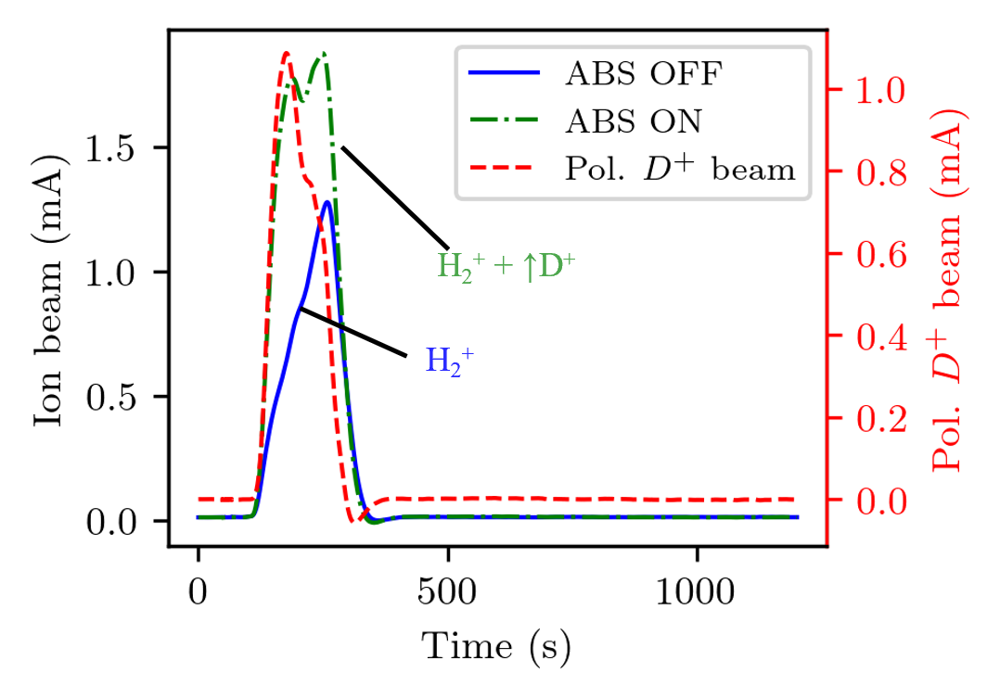 ABS OFF
ABS ON
Pol. D⁺ beam
Ion beam (mA)
1.5
1.0
0.5
0.0
H₂⁺ + ↑D⁺
H₂⁺
1.0
0.8
0.6
0.4
0.2
0.0
Pol. D⁺ beam (mA)
0
500
1000
Time (s)